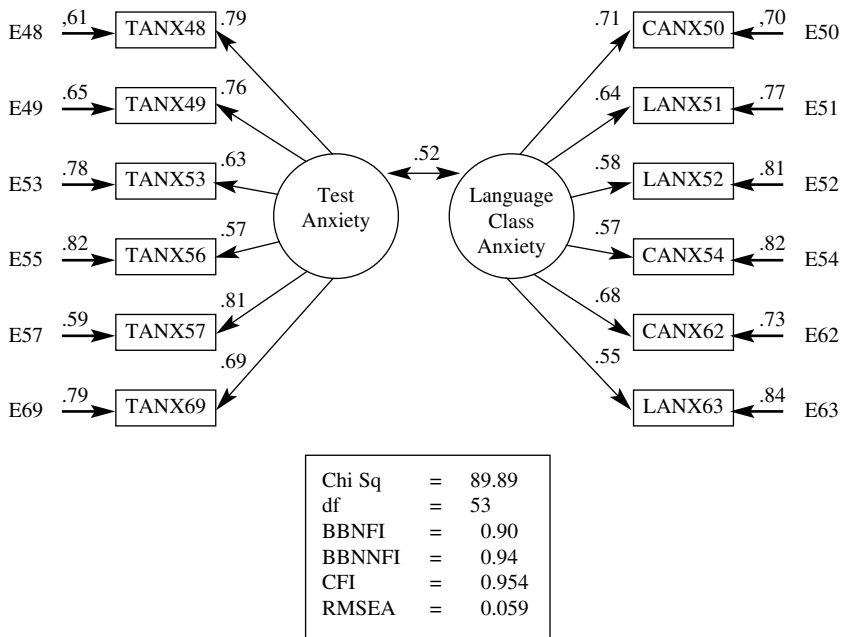 E48 ,61 TANX48 .79 .71 CANX50 ,70 E50
E49 .65 TANX49 .76 .64 LANX51 .77 E51
E53 .78 TANX53 .63 .52 .58 LANX52 .81 E52
Test
Anxiety
Language
Class
Anxiety
E55 .82 TANX56 .57 .57 CANX54 .82 E54
E57 .59 TANX57 .81 .68 CANX62 .73 E62
E69 .79 TANX69 .69 .55 LANX63 .84 E63
Chi Sq = 89.89
df = 53
BBNFI = 0.90
BBNNFI = 0.94
CFI = 0.954
RMSEA = 0.059